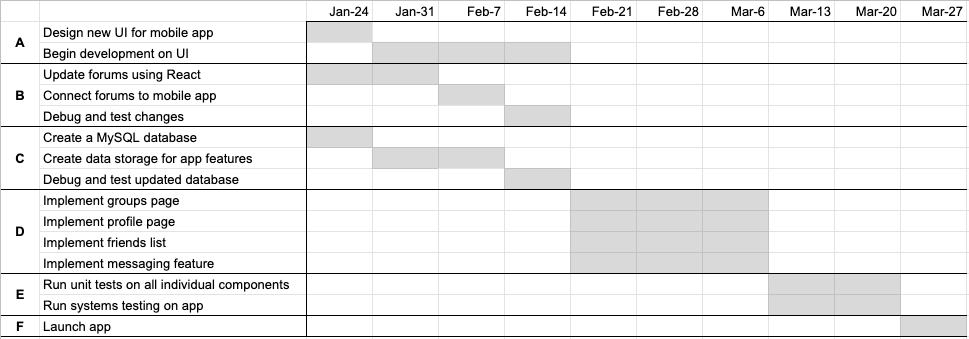 Jan-24 Jan-31 Feb-7 Feb-14 Feb-21 Feb-28 Mar-6 Mar-13 Mar-20 Mar-27
A
Design new UI for mobile app
Begin development on UI
B
Update forums using React
Connect forums to mobile app
Debug and test changes
C
Create a MySQL database
Create data storage for app features
Debug and test updated database
D
Implement groups page
Implement profile page
Implement friends list
Implement messaging feature
E
Run unit tests on all individual components
Run systems testing on app
F
Launch app